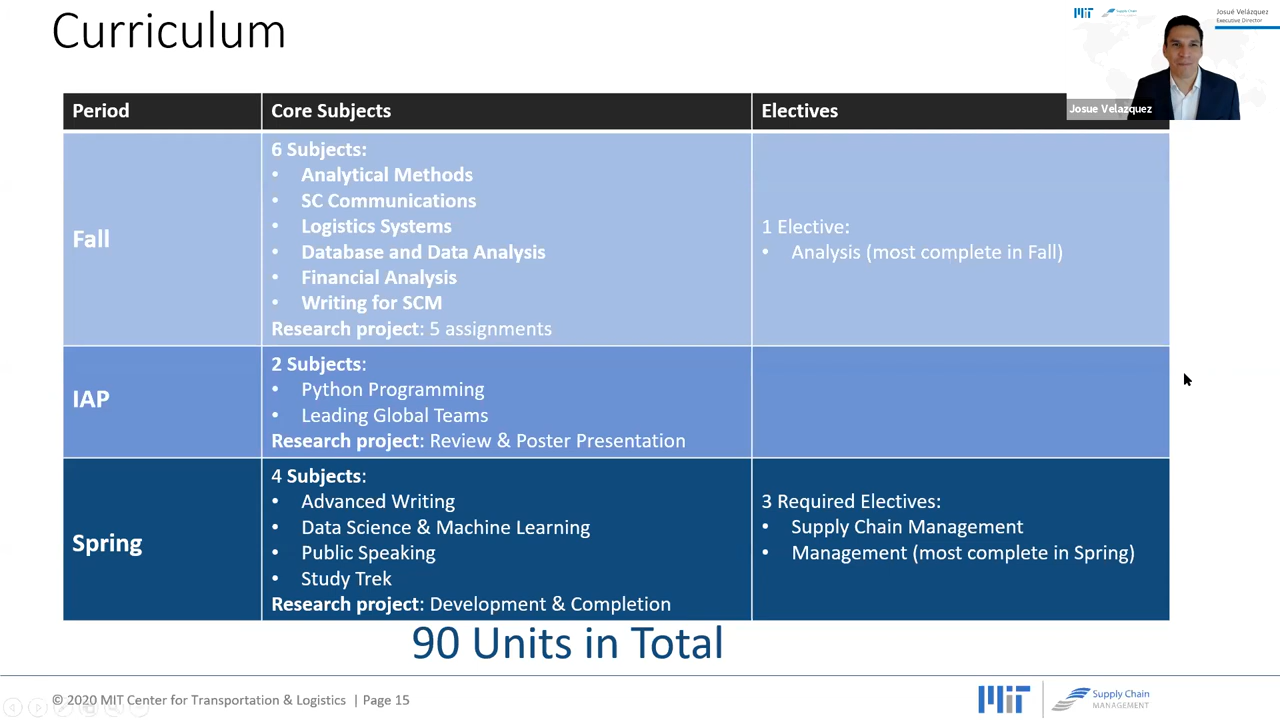 Curriculum
MIT
Supply Chain
Josué Velázquez
Executive Director
Josue Velazquez
Period
Core Subjects
Electives
Fall
6 Subjects:
• Analytical Methods
• SC Communications
• Logistics Systems
• Database and Data Analysis
• Financial Analysis
• Writing for SCM
Research project: 5 assignments
1 Elective:
• Analysis (most complete in Fall)
IAP
2 Subjects:
• Python Programming
• Leading Global Teams
Research project: Review & Poster Presentation
Spring
4 Subjects:
• Advanced Writing
• Data Science & Machine Learning
• Public Speaking
• Study Trek
Research project: Development & Completion
3 Required Electives:
• Supply Chain Management
• Management (most complete in Spring)
90 Units in Total
© 2020 MIT Center for Transportation & Logistics | Page 15
MIT
Supply Chain
MANAGEMENT